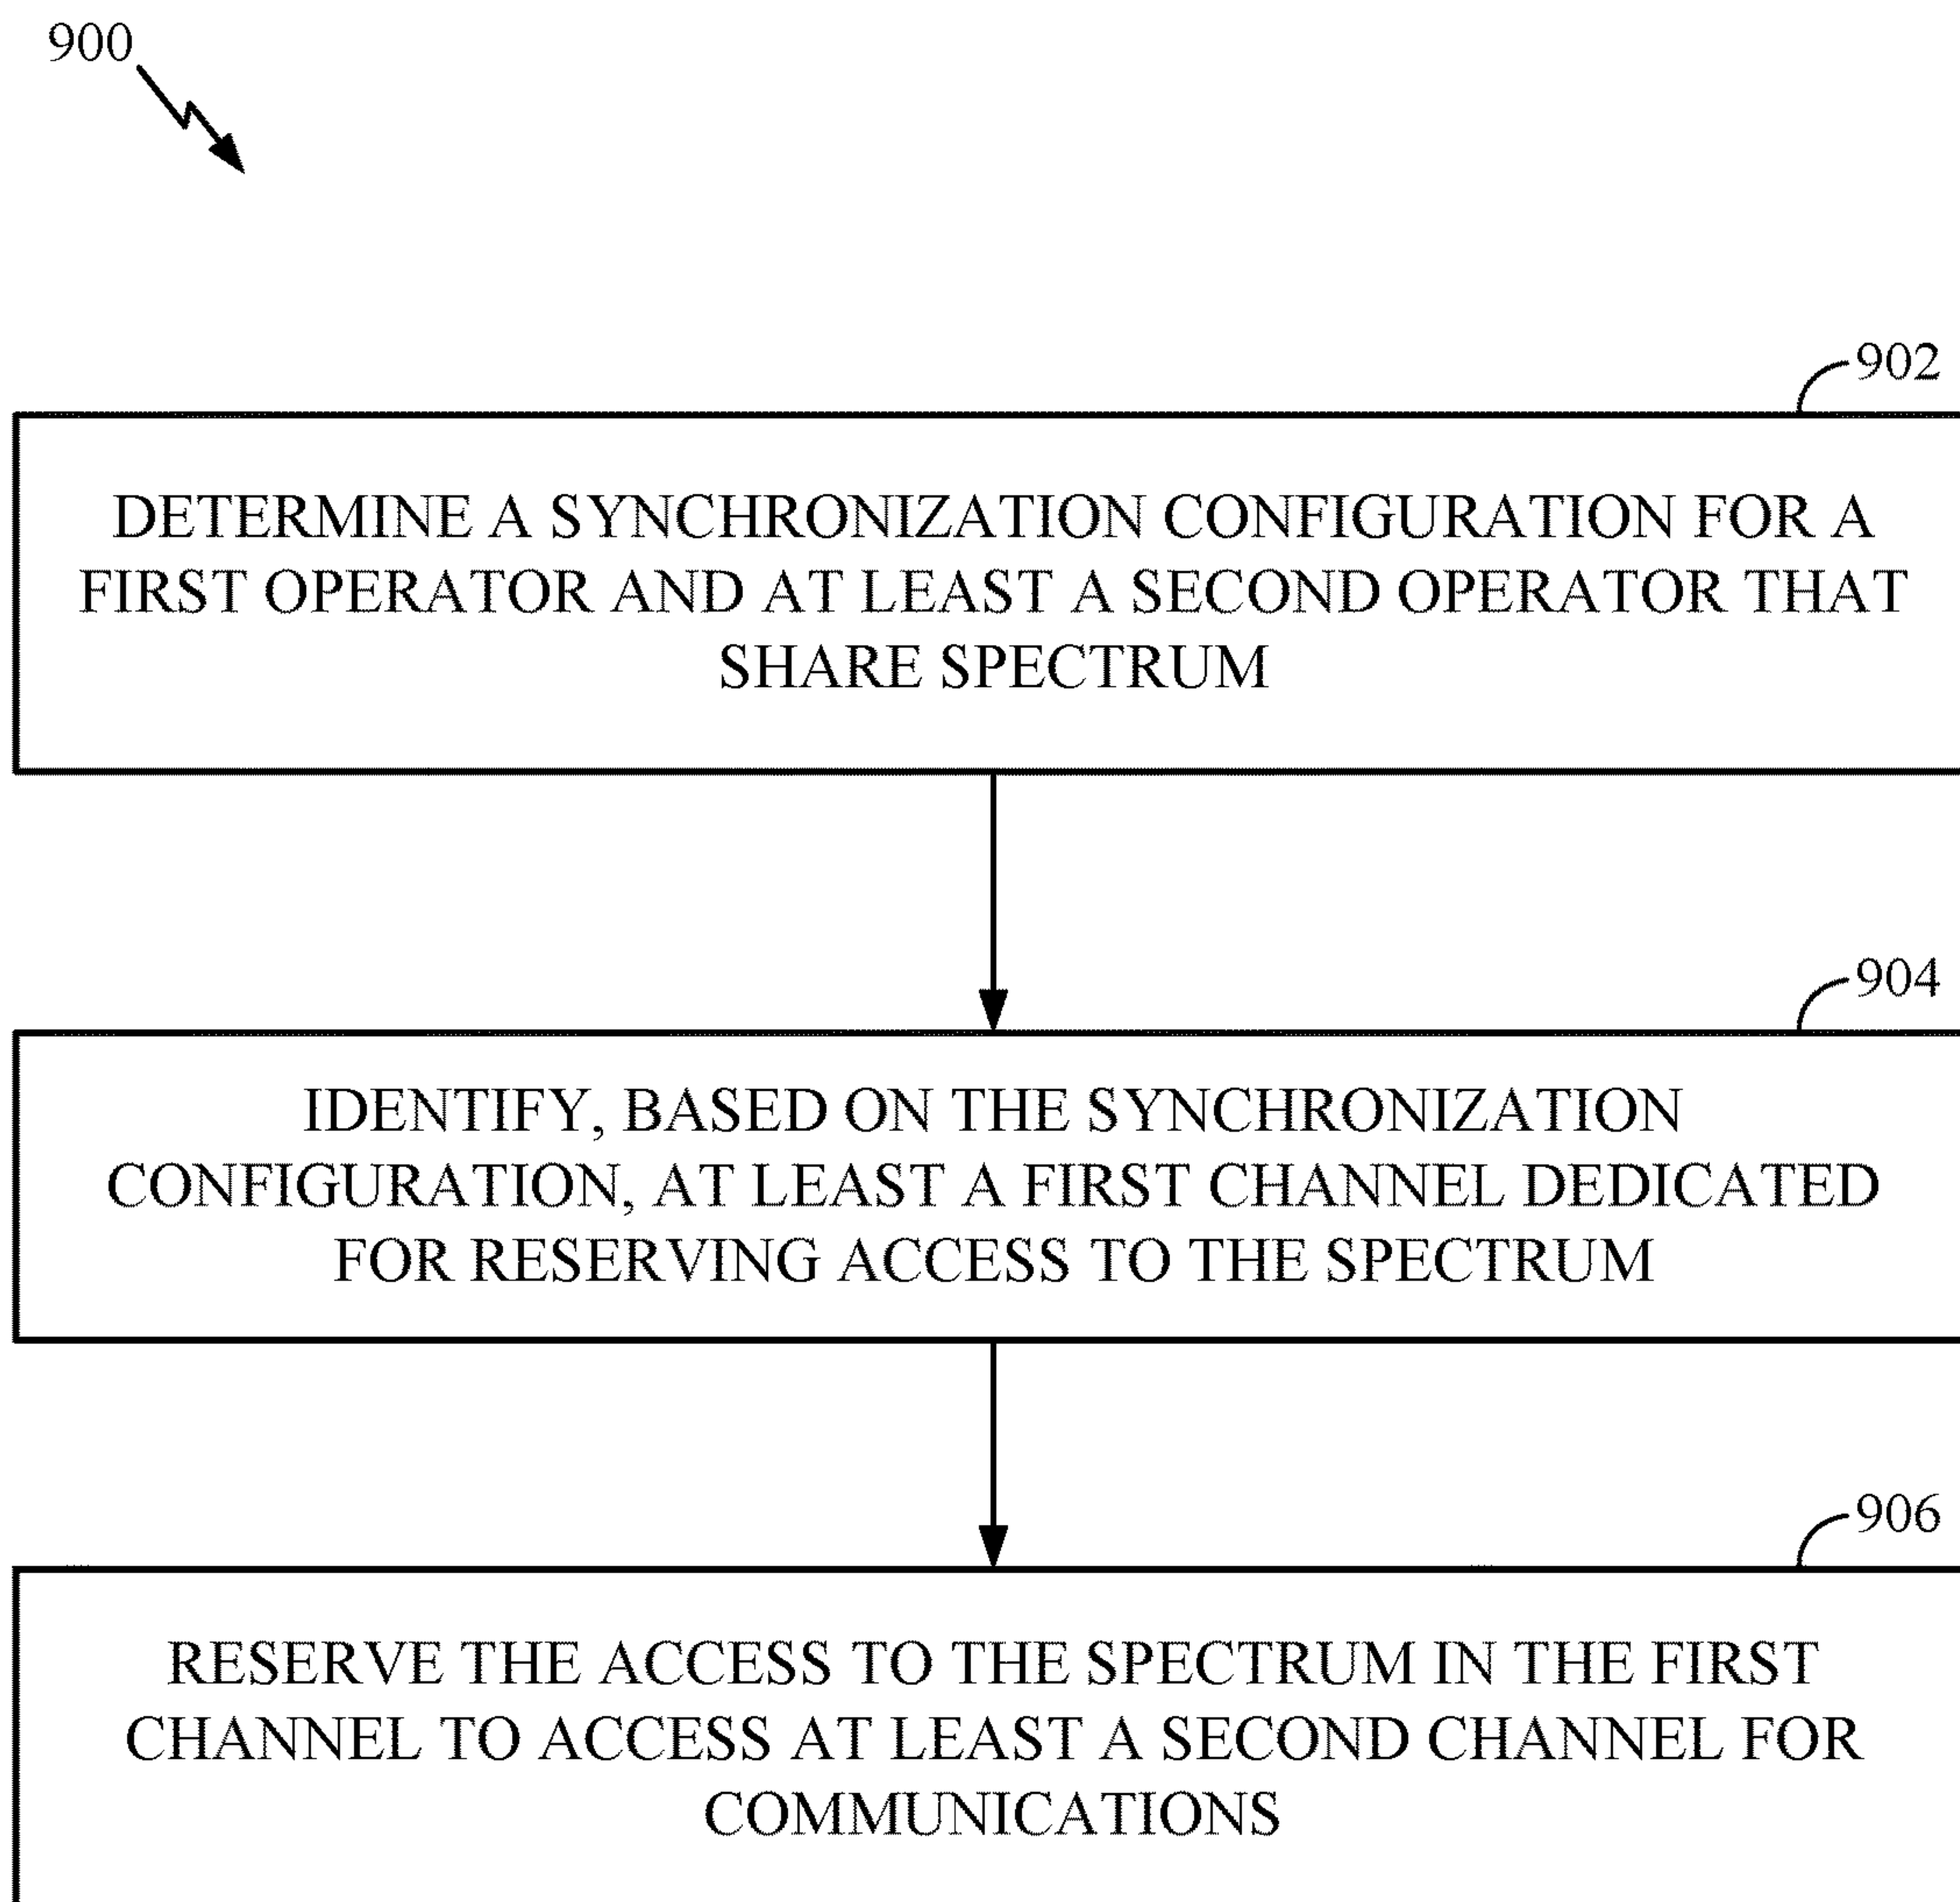 900
902
DETERMINE A SYNCHRONIZATION CONFIGURATION FOR A
FIRST OPERATOR AND AT LEAST A SECOND OPERATOR THAT
SHARE SPECTRUM
904
IDENTIFY, BASED ON THE SYNCHRONIZATION
CONFIGURATION, AT LEAST A FIRST CHANNEL DEDICATED
FOR RESERVING ACCESS TO THE SPECTRUM
906
RESERVE THE ACCESS TO THE SPECTRUM IN THE FIRST
CHANNEL TO ACCESS AT LEAST A SECOND CHANNEL FOR
COMMUNICATIONS